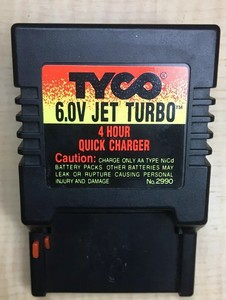 TYCO
6.0V JET TURBO™
4 HOUR
QUICK CHARGER
Caution: CHARGE ONLY AA TYPE NiCd
BATTERY PACKS. OTHER BATTERIES MAY
LEAK OR RUPTURE CAUSING PERSONAL
INJURY AND DAMAGE No. 2990